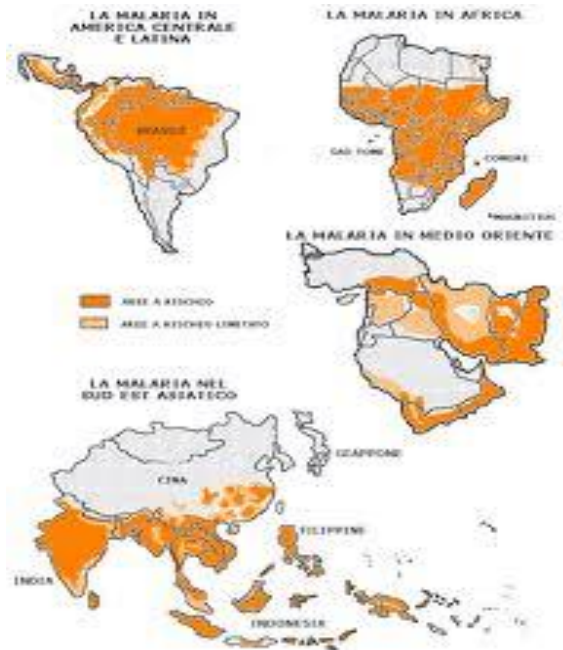 LA MALARIA IN
AMERICA CENTRALE
E LATINA
BRASILE
LA MALARIA IN AFRICA
SAO TOME
COMORE
MAURITIUS
LA MALARIA IN MEDIO ORIENTE
AREE A RISCHIO
AREE A RISCHIO LIMITATO
LA MALARIA NEL
SUD EST ASIATICO
GIAPPONE
CINA
FILIPPINE
INDIA
INDONESIA